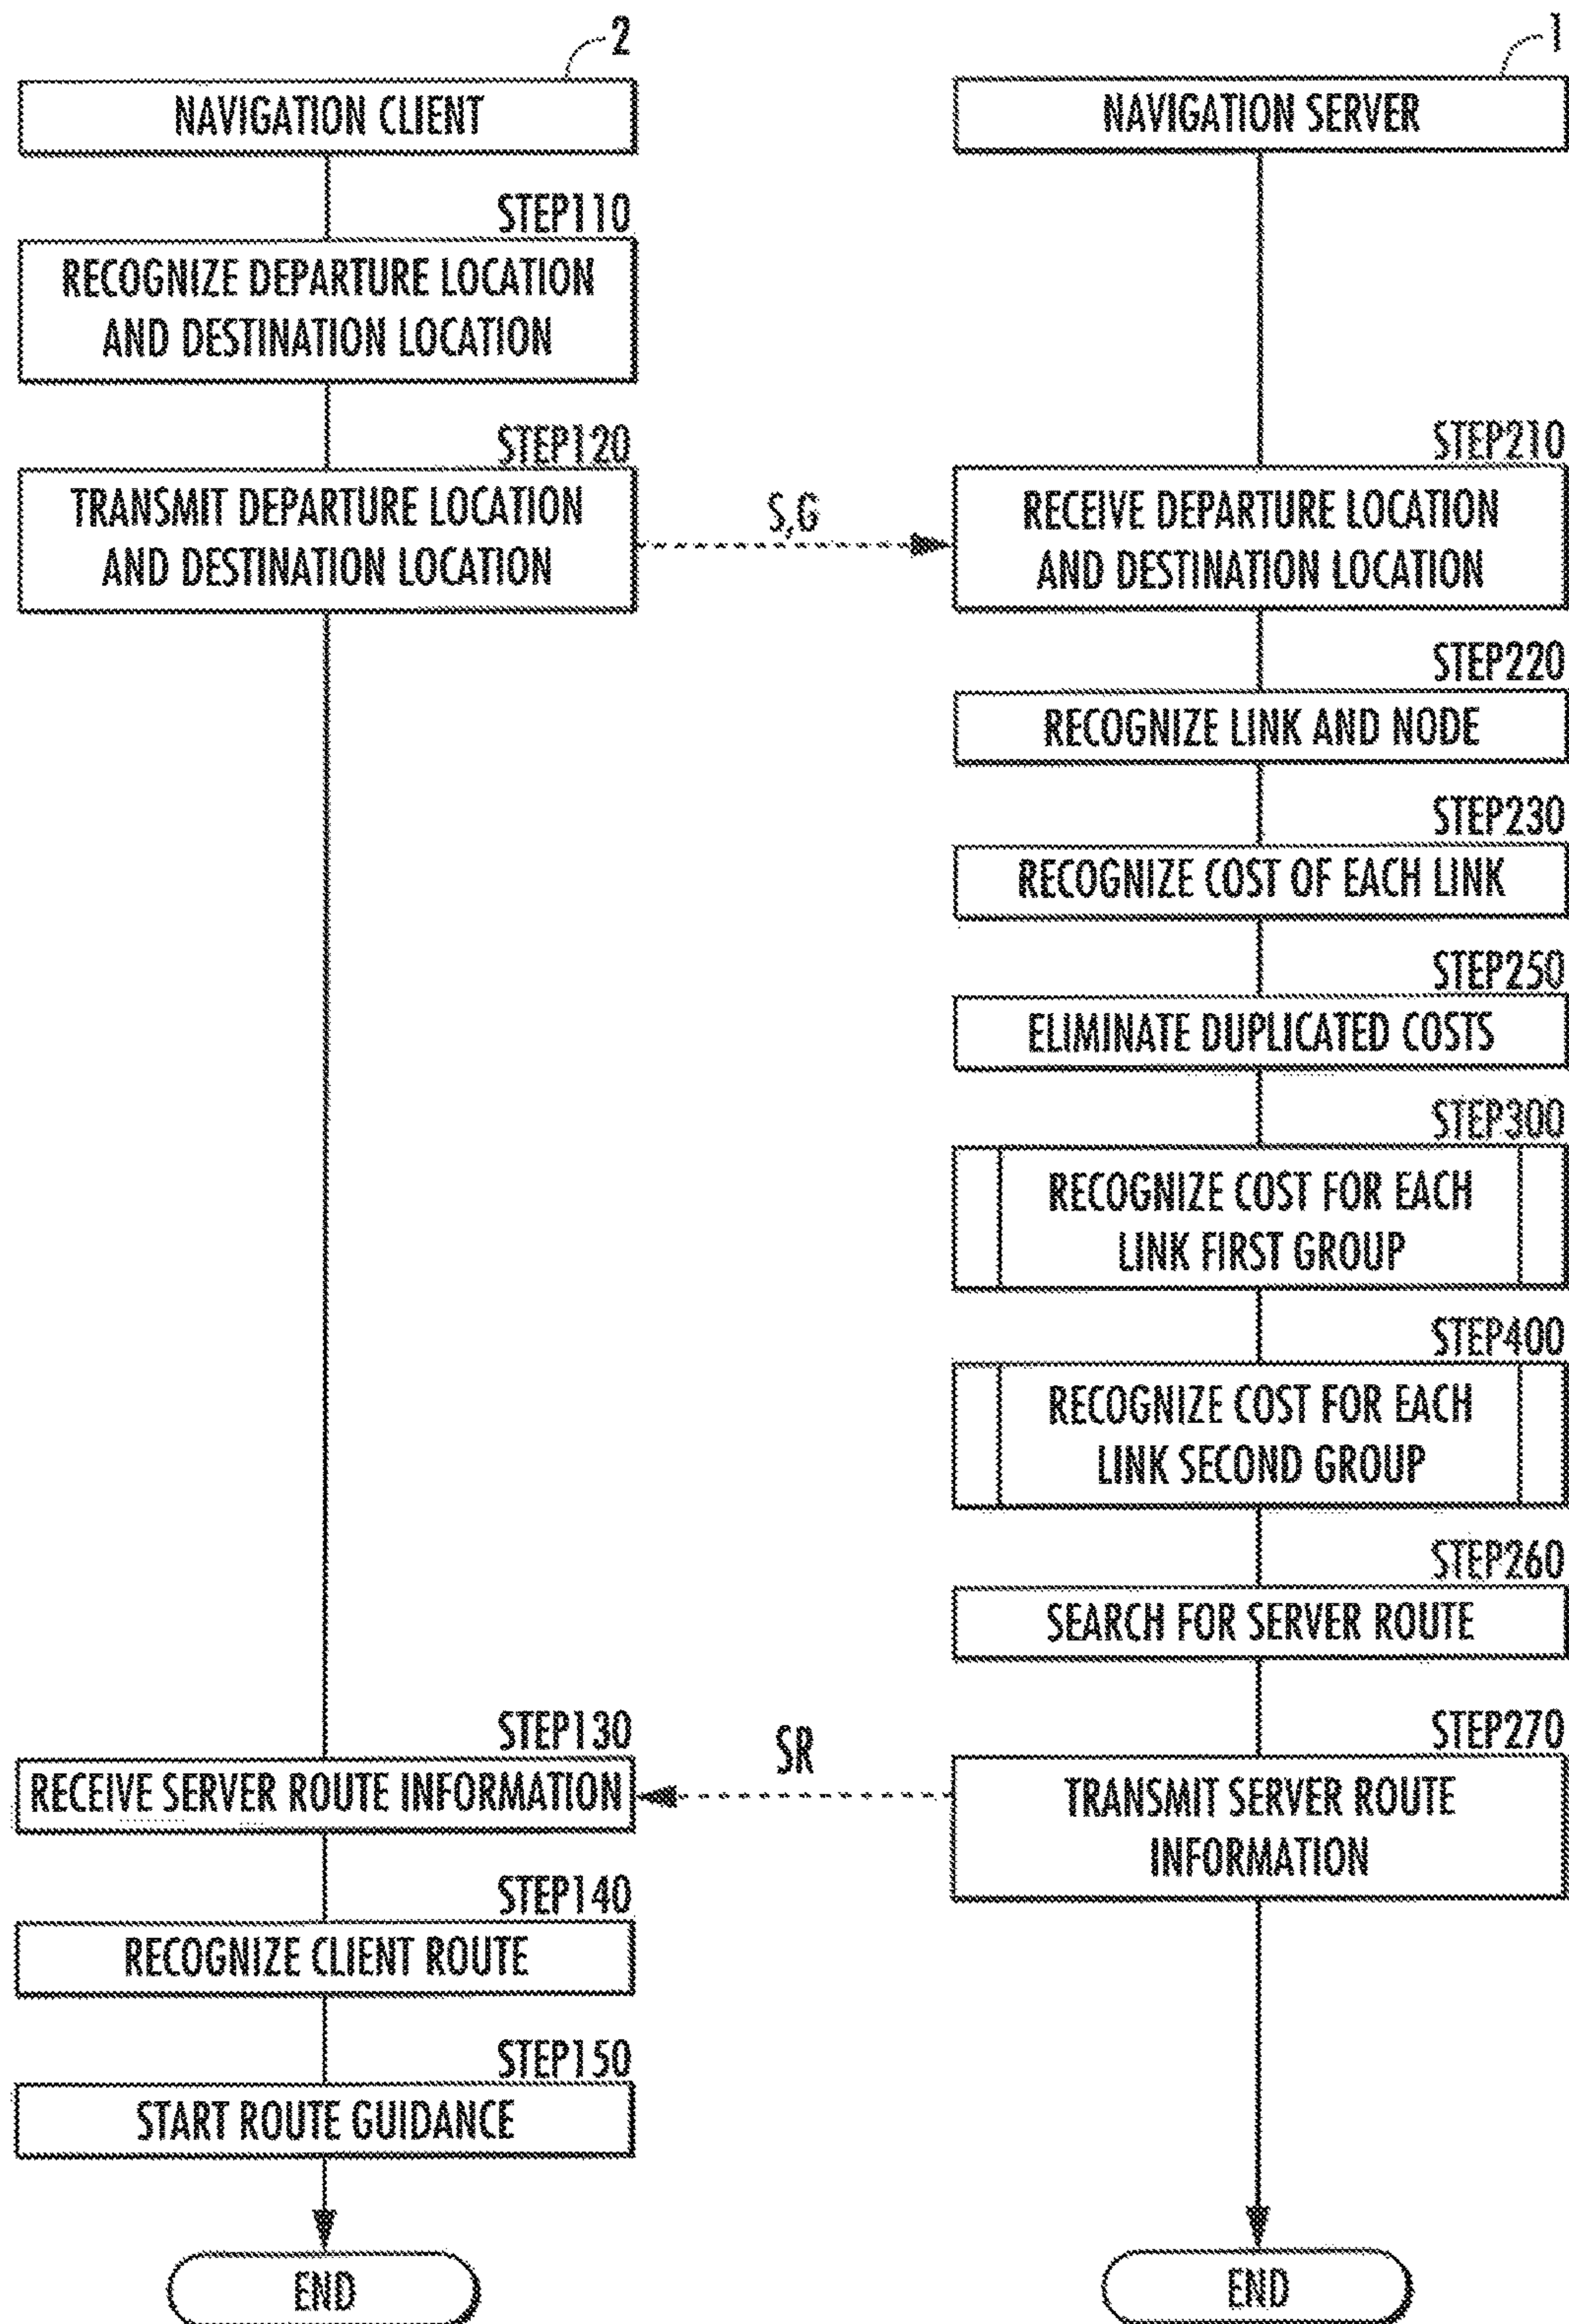 2
NAVIGATION CLIENT
STEP110
RECOGNIZE DEPARTURE LOCATION
AND DESTINATION LOCATION
STEP120
TRANSMIT DEPARTURE LOCATION
AND DESTINATION LOCATION
S,G
1
NAVIGATION SERVER
STEP210
RECEIVE DEPARTURE LOCATION
AND DESTINATION LOCATION
STEP220
RECOGNIZE LINK AND NODE
STEP230
RECOGNIZE COST OF EACH LINK
STEP250
ELIMINATE DUPLICATED COSTS
STEP300
RECOGNIZE COST FOR EACH
LINK FIRST GROUP
STEP400
RECOGNIZE COST FOR EACH
LINK SECOND GROUP
STEP260
SEARCH FOR SERVER ROUTE
STEP270
TRANSMIT SERVER ROUTE
INFORMATION
SR
STEP130
RECEIVE SERVER ROUTE INFORMATION
STEP140
RECOGNIZE CLIENT ROUTE
STEP150
START ROUTE GUIDANCE
END
END